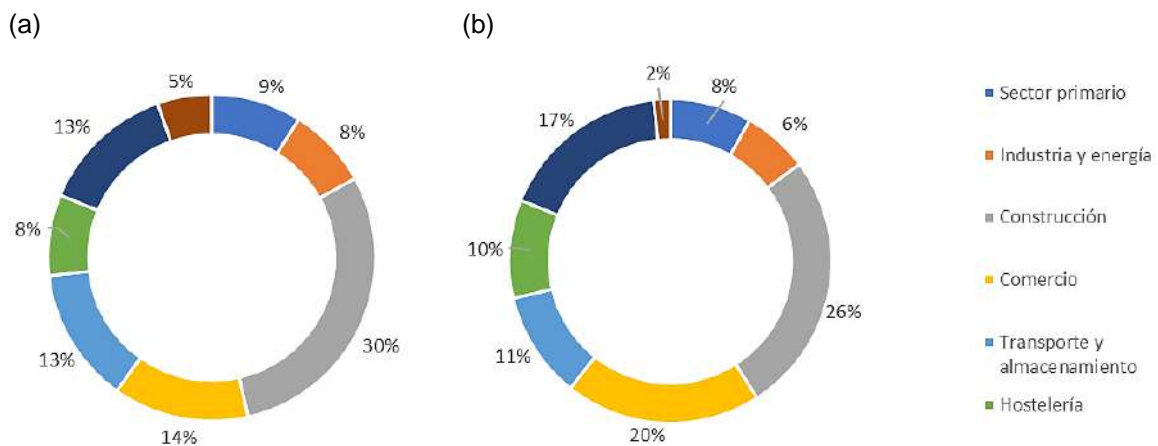 (a)
(b)
5%
9%
13%
8%
8%
30%
13%
14%
2%
8%
17%
6%
10%
26%
11%
20%
Sector primario
Industria y energía
Construcción
Comercio
Transporte y
almacenamiento
Hostelería